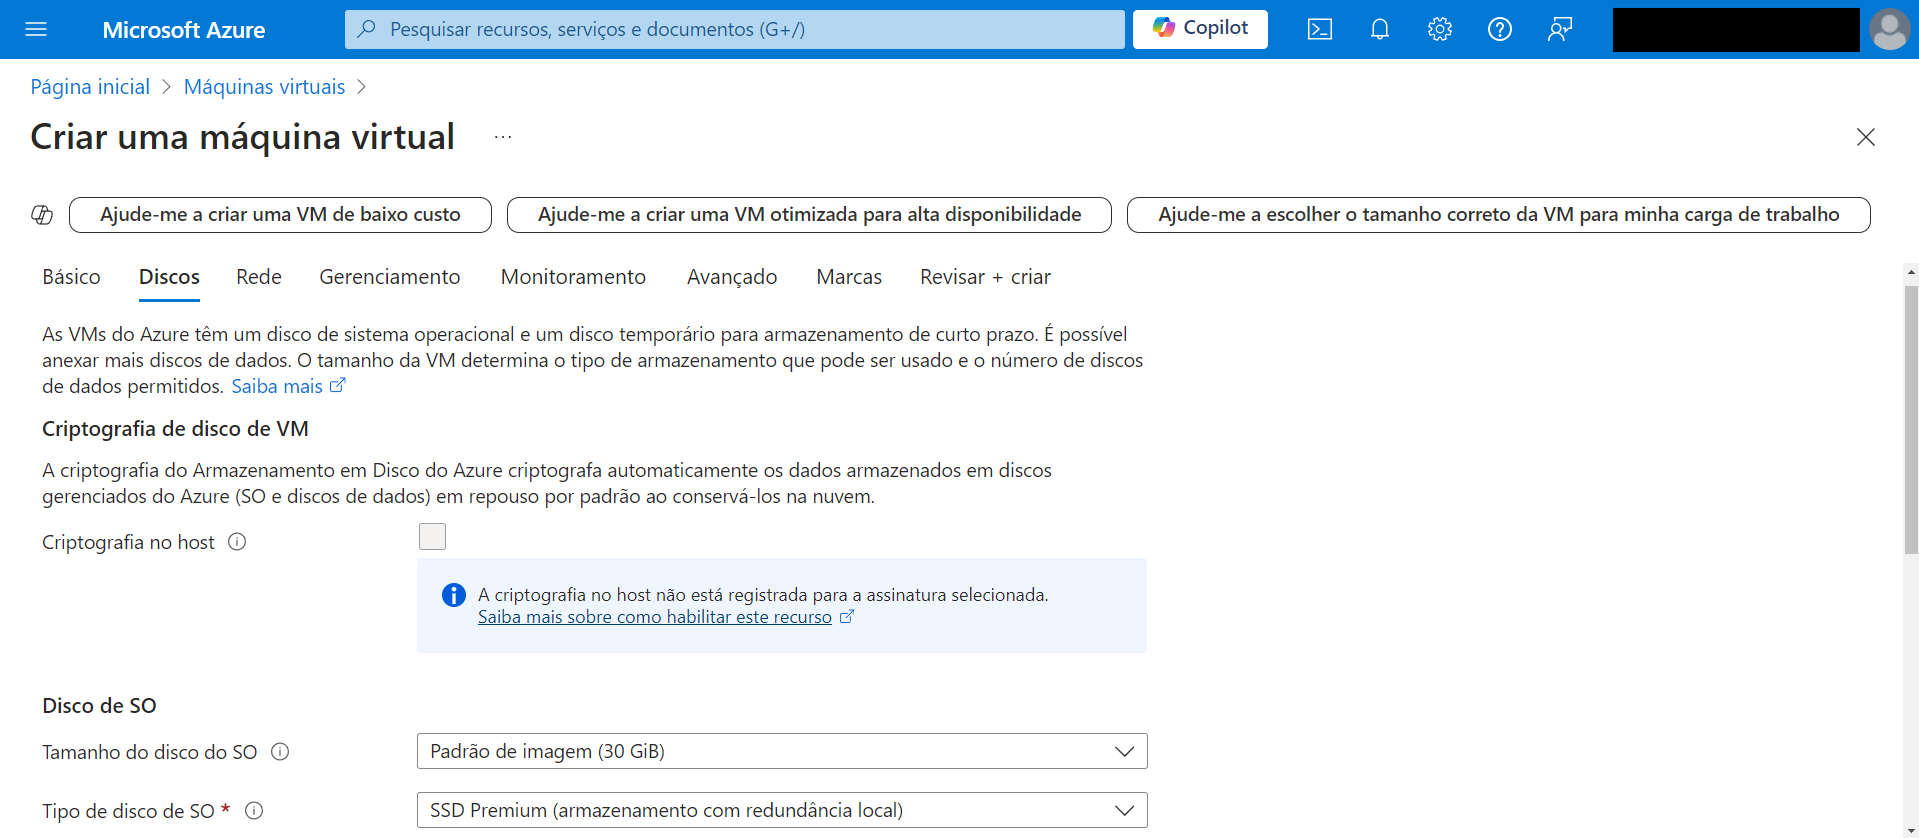 Microsoft Azure
Pesquisar recursos, serviços e documentos (G+/)
Copilot
Página inicial > Máquinas virtuais >
Criar uma máquina virtual ...
Ajude-me a criar uma VM de baixo custo
Ajude-me a criar uma VM otimizada para alta disponibilidade
Ajude-me a escolher o tamanho correto da VM para minha carga de trabalho
Básico Discos Rede Gerenciamento Monitoramento Avançado Marcas Revisar + criar
As VMs do Azure têm um disco de sistema operacional e um disco temporário para armazenamento de curto prazo. É possível
anexar mais discos de dados. O tamanho da VM determina o tipo de armazenamento que pode ser usado e o número de discos
de dados permitidos. Saiba mais
Criptografia de disco de VM
A criptografia do Armazenamento em Disco do Azure criptografa automaticamente os dados armazenados em discos
gerenciados do Azure (SO e discos de dados) em repouso por padrão ao conservá-los na nuvem.
Criptografia no host
A criptografia no host não está registrada para a assinatura selecionada.
Saiba mais sobre como habilitar este recurso
Disco de SO
Tamanho do disco do SO
Padrão de imagem (30 GiB)
Tipo de disco de SO *
SSD Premium (armazenamento com redundância local)